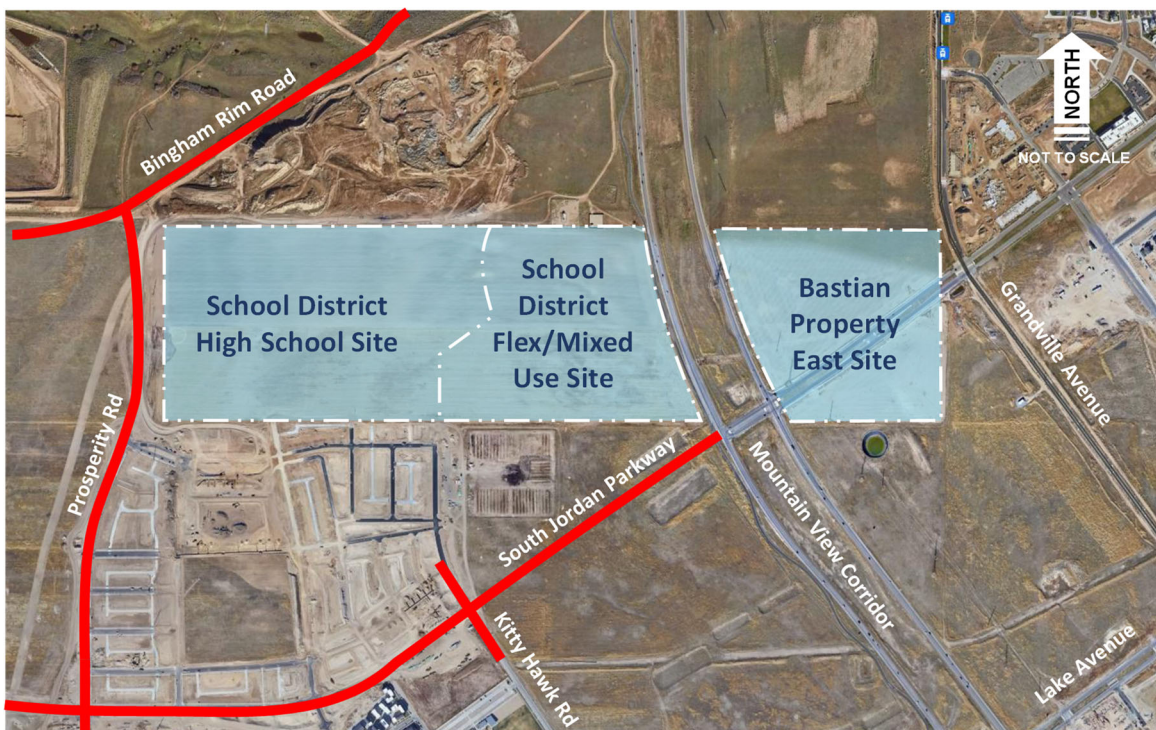 Bingham Rim Road
NORTH
NOT TO SCALE
School District
High School Site
School
District
Flex/Mixed
Use Site
Bastian
Property
East Site
Grandville Avenue
Prosperity Rd
South Jordan Parkway
Mountain View Corridor
Kitty Hawk Rd
Lake Avenue